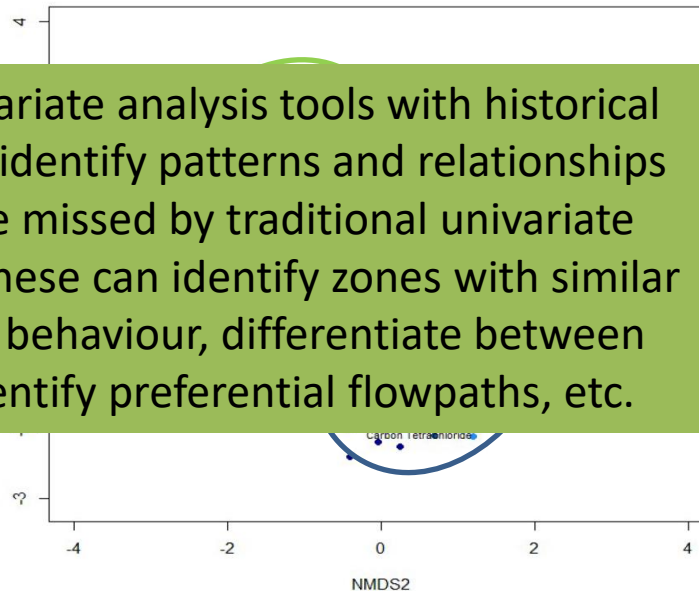 4
ariate analysis tools with historical
identify patterns and relationships
e missed by traditional univariate
hese can identify zones with similar
behaviour, differentiate between
entify preferential flowpaths, etc.
Carbon Tetrachloride
-3
-4 -2 0 2 4
NMDS2